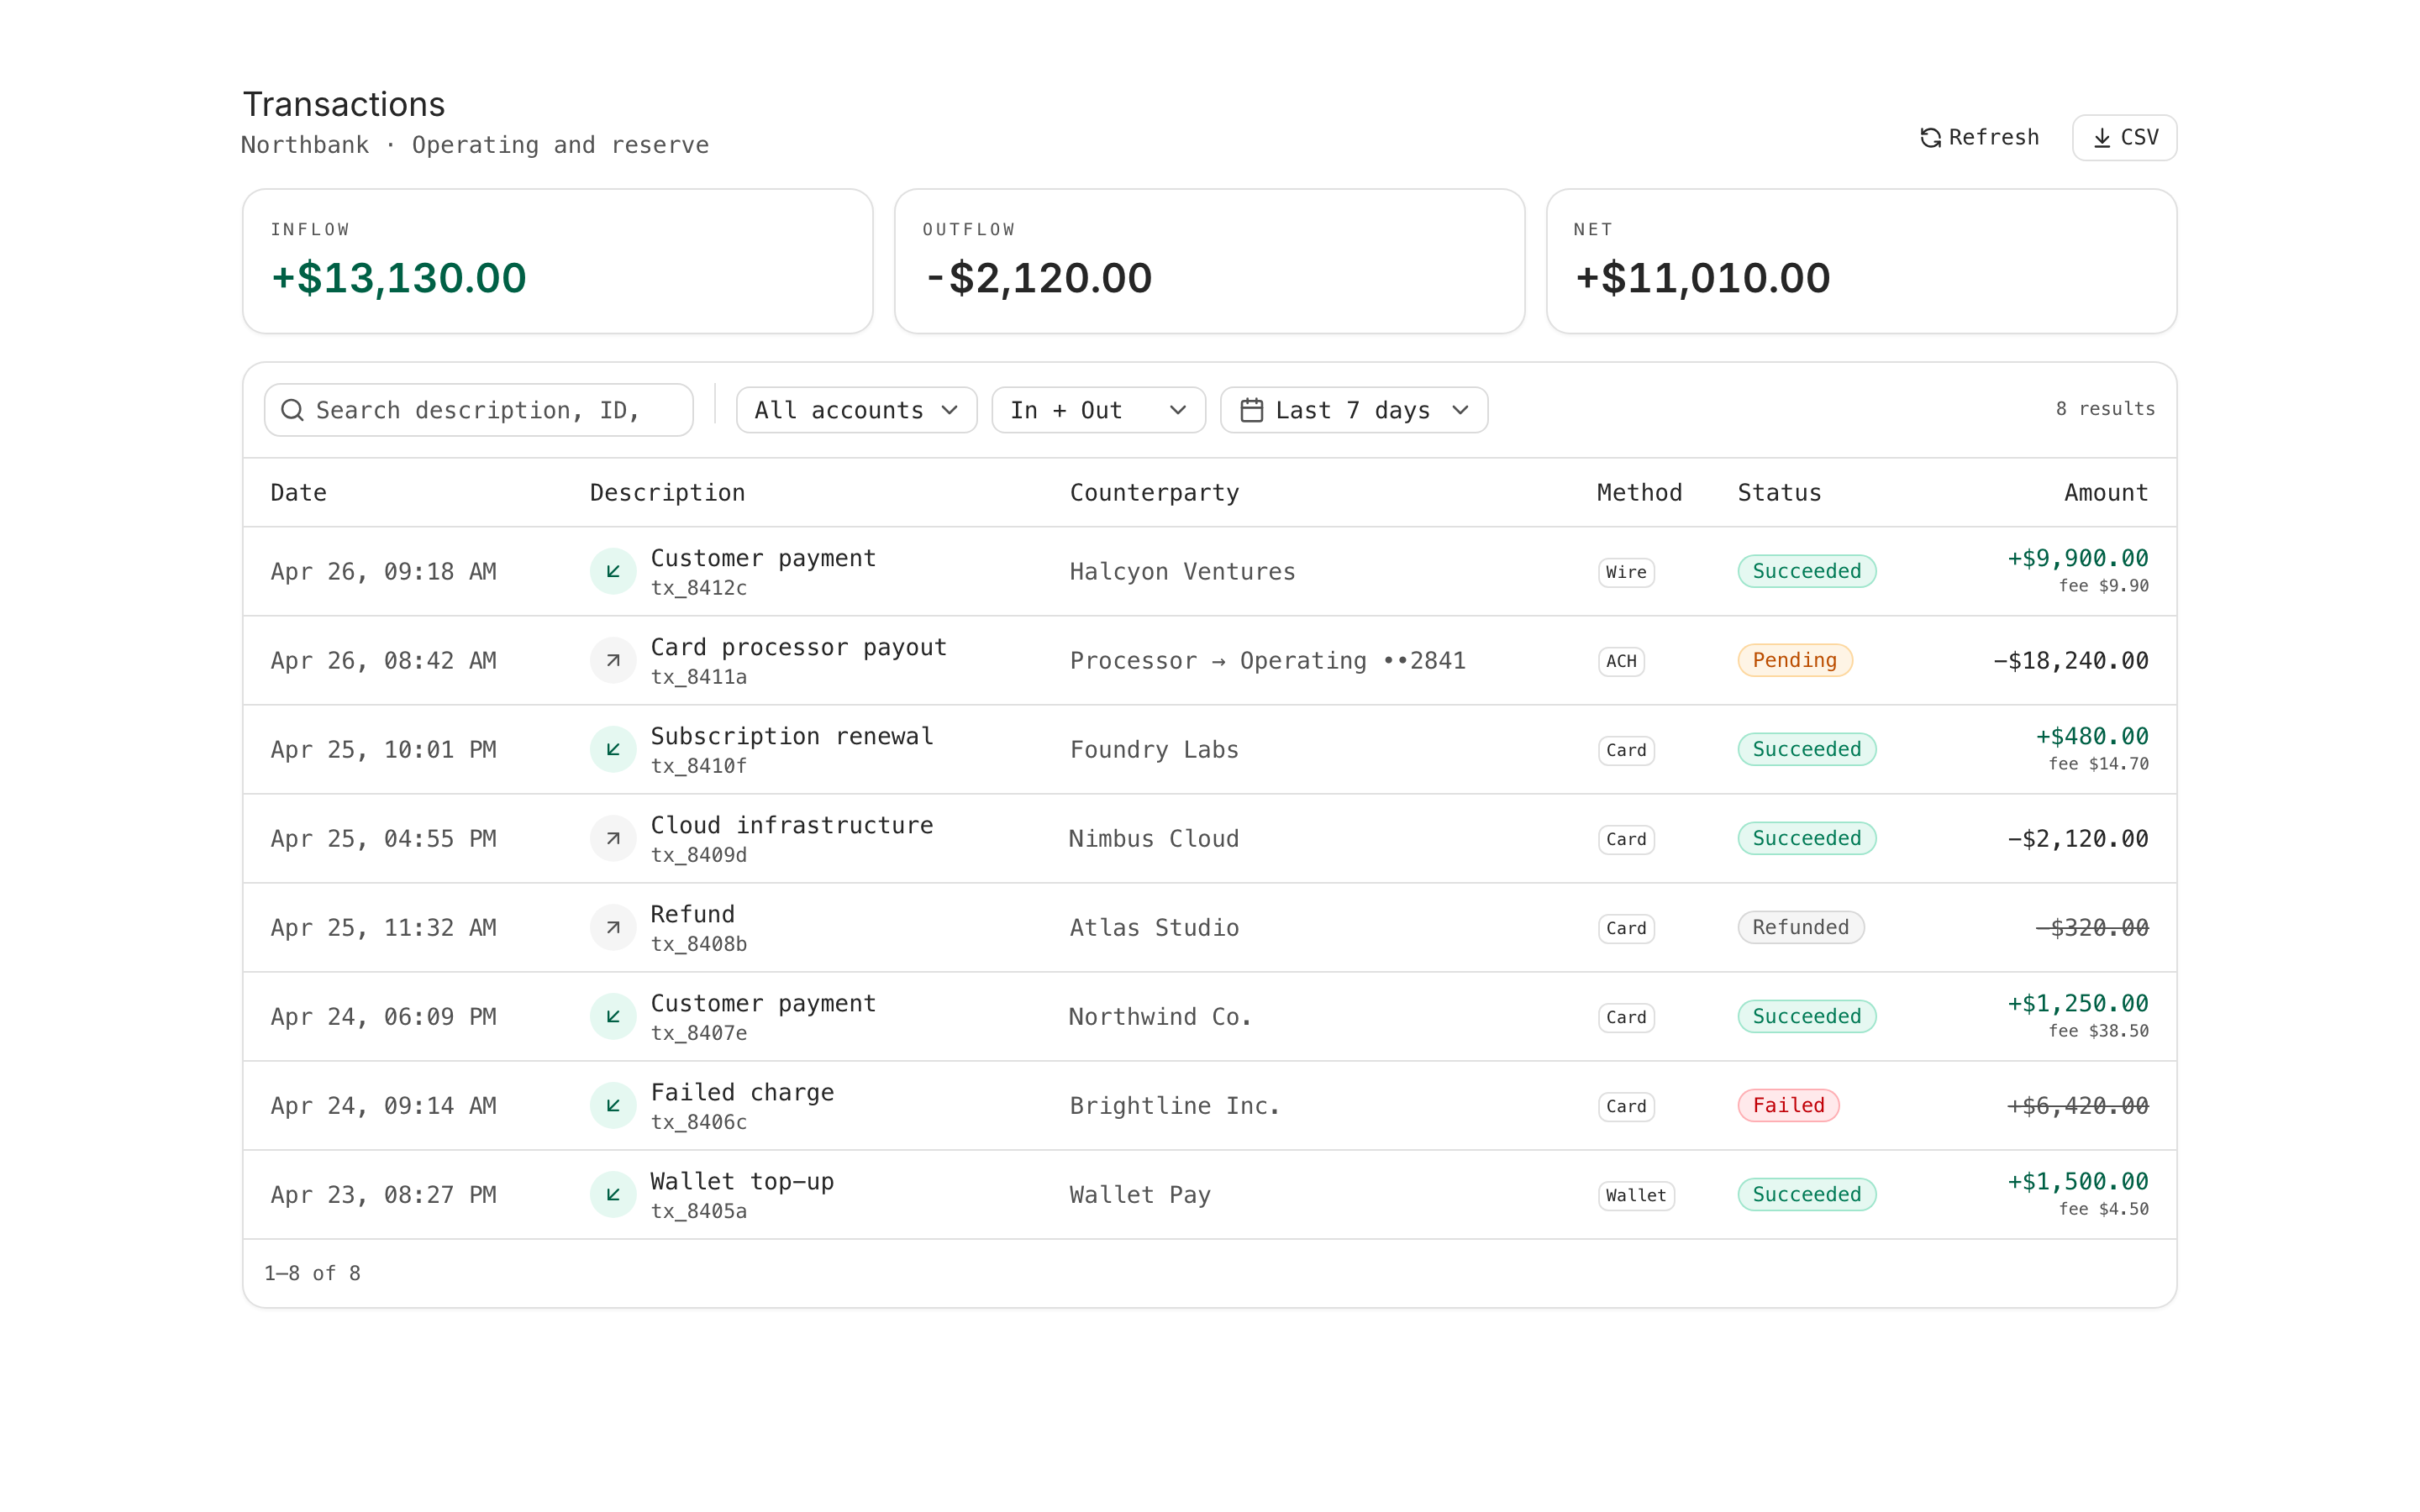 Transactions
Northbank · Operating and reserve
Refresh
CSV
INFLOW
+$13,130.00
OUTFLOW
-$2,120.00
NET
+$11,010.00
Search description, ID,
All accounts
In + Out
Last 7 days
8 results
Date Description Counterparty Method Status Amount
Apr 26, 09:18 AM Customer payment Halcyon Ventures Wire Succeeded +$9,900.00
tx_8412c fee $9.90
Apr 26, 08:42 AM Card processor payout Processor → Operating ••2841 ACH Pending −$18,240.00
tx_8411a
Apr 25, 10:01 PM Subscription renewal Foundry Labs Card Succeeded +$480.00
tx_8410f fee $14.70
Apr 25, 04:55 PM Cloud infrastructure Nimbus Cloud Card Succeeded −$2,120.00
tx_8409d
Apr 25, 11:32 AM Refund Atlas Studio Card Refunded −$320.00
tx_8408b
Apr 24, 06:09 PM Customer payment Northwind Co. Card Succeeded +$1,250.00
tx_8407e fee $38.50
Apr 24, 09:14 AM Failed charge Brightline Inc. Card Failed +$6,420.00
tx_8406c
Apr 23, 08:27 PM Wallet top-up Wallet Pay Wallet Succeeded +$1,500.00
tx_8405a fee $4.50
1–8 of 8